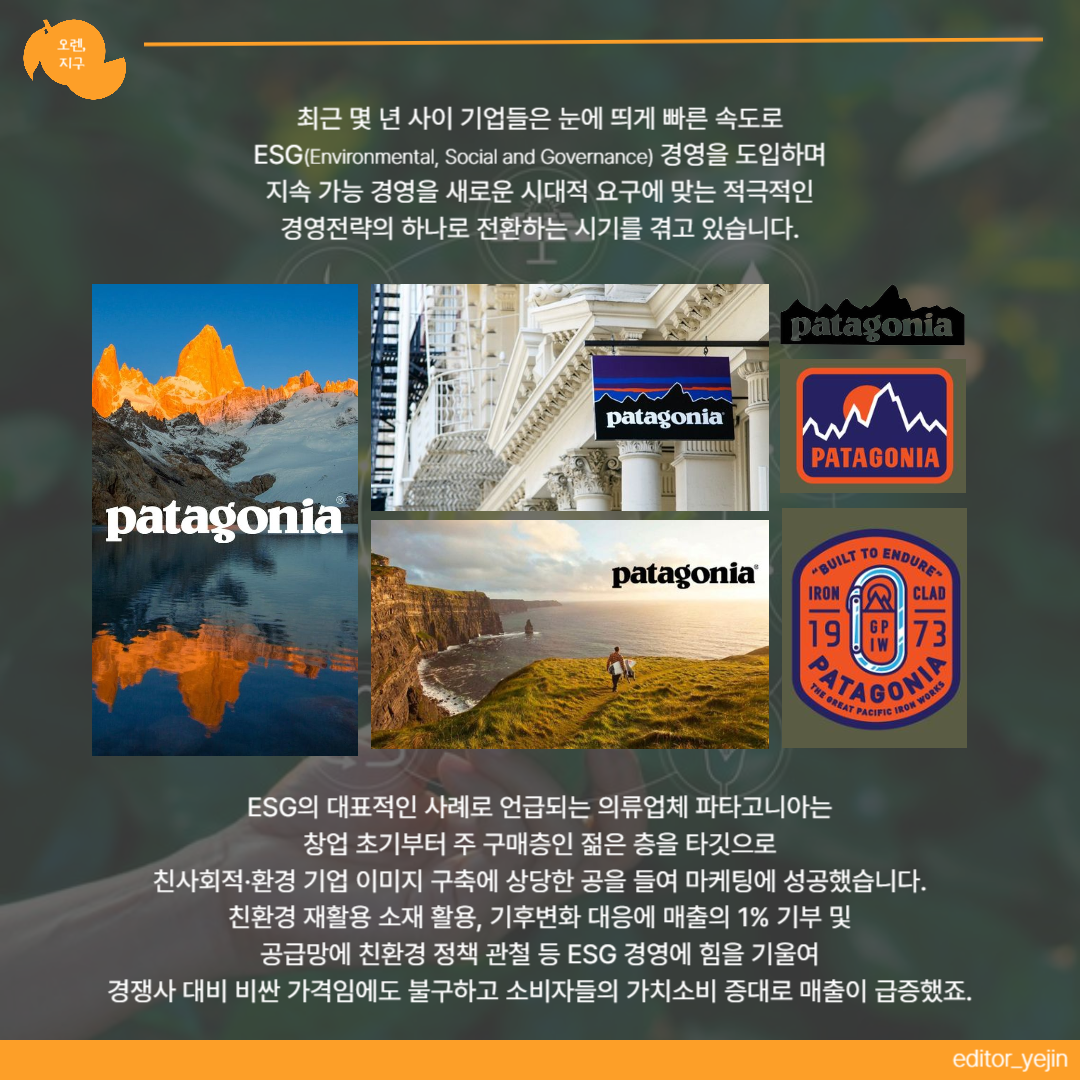 오렌,
지구
최근 몇 년 사이 기업들은 눈에 띄게 빠른 속도로
ESG(Environmental, Social and Governance) 경영을 도입하며
지속 가능 경영을 새로운 시대적 요구에 맞는 적극적인
경영전략의 하나로 전환하는 시기를 겪고 있습니다.
patagonia®
patagonia
patagonia®
patagonia
PATAGONIA
"BUILT TO ENDURE"
IRON CLAD
19 73
GP
IW
PATAGONIA
THE GREAT PACIFIC IRON WORKS
ESG의 대표적인 사례로 언급되는 의류업체 파타고니아는
창업 초기부터 주 구매층인 젊은 층을 타깃으로
친사회적·환경 기업 이미지 구축에 상당한 공을 들여 마케팅에 성공했습니다.
친환경 재활용 소재 활용, 기후변화 대응에 매출의 1% 기부 및
공급망에 친환경 정책 관철 등 ESG 경영에 힘을 기울여
경쟁사 대비 비싼 가격임에도 불구하고 소비자들의 가치소비 증대로 매출이 급증했죠.
editor_yejin